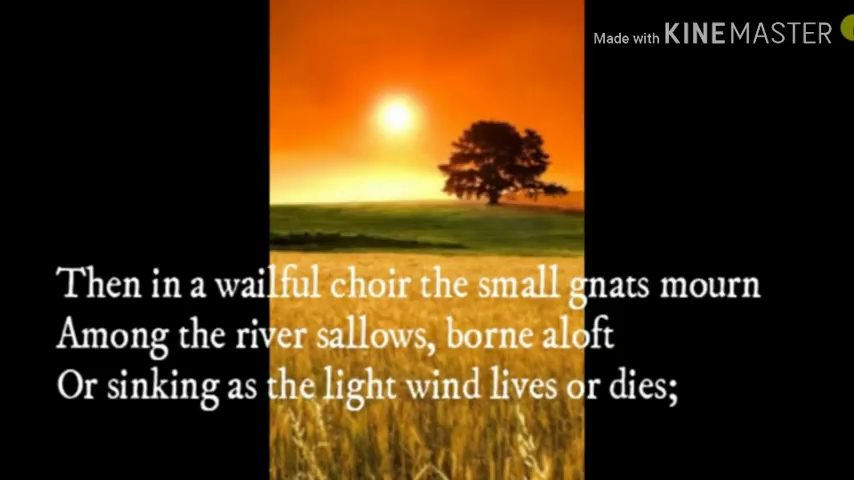 Made with KINEMASTER
Then in a wailful choir the small gnats mourn
Among the river sallows, borne aloft
Or sinking as the light wind lives or dies;